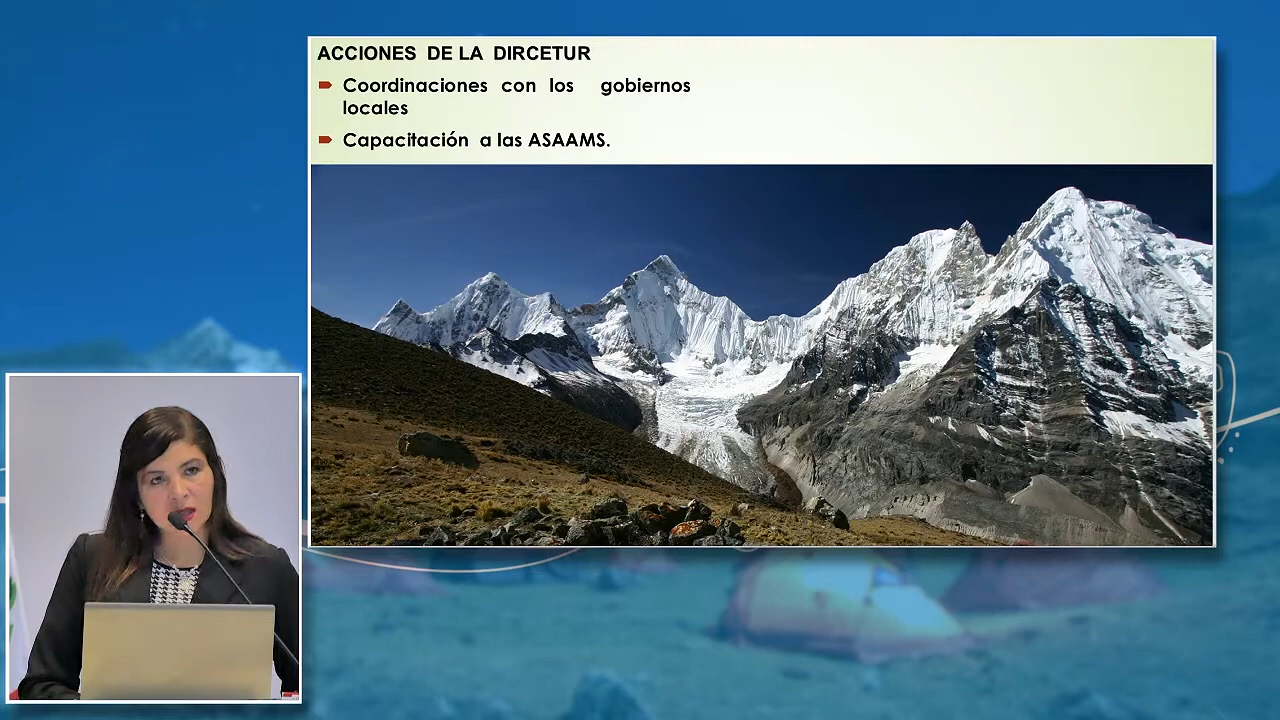 ACCIONES DE LA DIRCETUR
Coordinaciones con los gobiernos
locales
Capacitación a las ASAAMS.